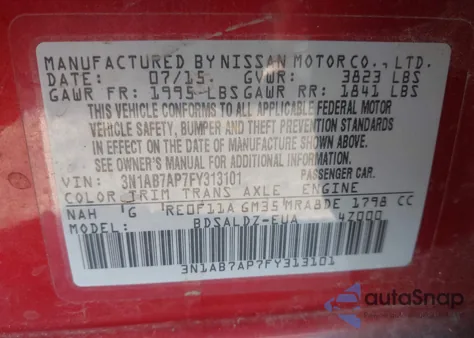 MANUFACTURED BY NISSAN MOTOR CO., LTD.
DATE: 07/15 GVWR: 3823 LBS
GAWR FR: 1995 LBS GAWR RR: 1841 LBS
THIS VEHICLE CONFORMS TO ALL APPLICABLE FEDERAL MOTOR
VEHICLE SAFETY, BUMPER AND THEFT PREVENTION STANDARDS
IN EFFECT ON THE DATE OF MANUFACTURE SHOWN ABOVE.
SEE OWNER'S MANUAL FOR ADDITIONAL INFORMATION.
VIN: 3N1AB7AP7FY313101 PASSENGER CAR.
COLOR TRIM TRANS AXLE ENGINE
NAH G RE0F11A GM35 MRA8DE 1798 CC
BDSALDZ-EUA 47000
3N1AB7AP7FY313101
autoSnap